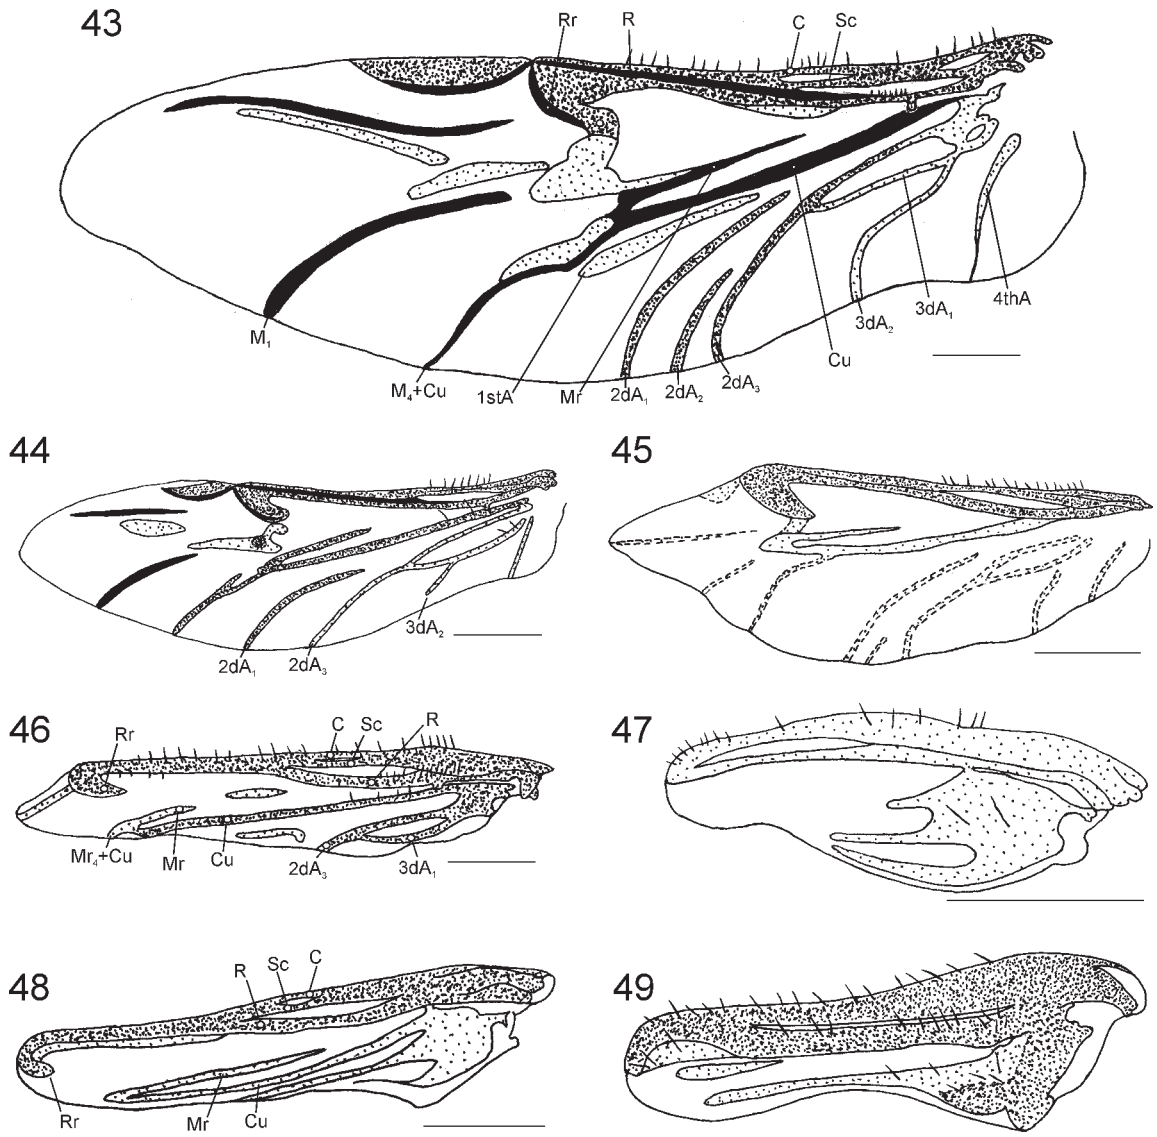 43
Rr R C Sc
M₁
M₄+Cu 1stA Mr 2dA₁ 2dA₂ 2dA₃ Cu 3dA₂ 3dA₁ 4thA
44
2dA₁ 2dA₃ 3dA₂
45
46
Rr C Sc R
Mr₄+Cu Mr Cu 2dA₃ 3dA₁
47
48
R Sc C
Rr Mr Cu
49